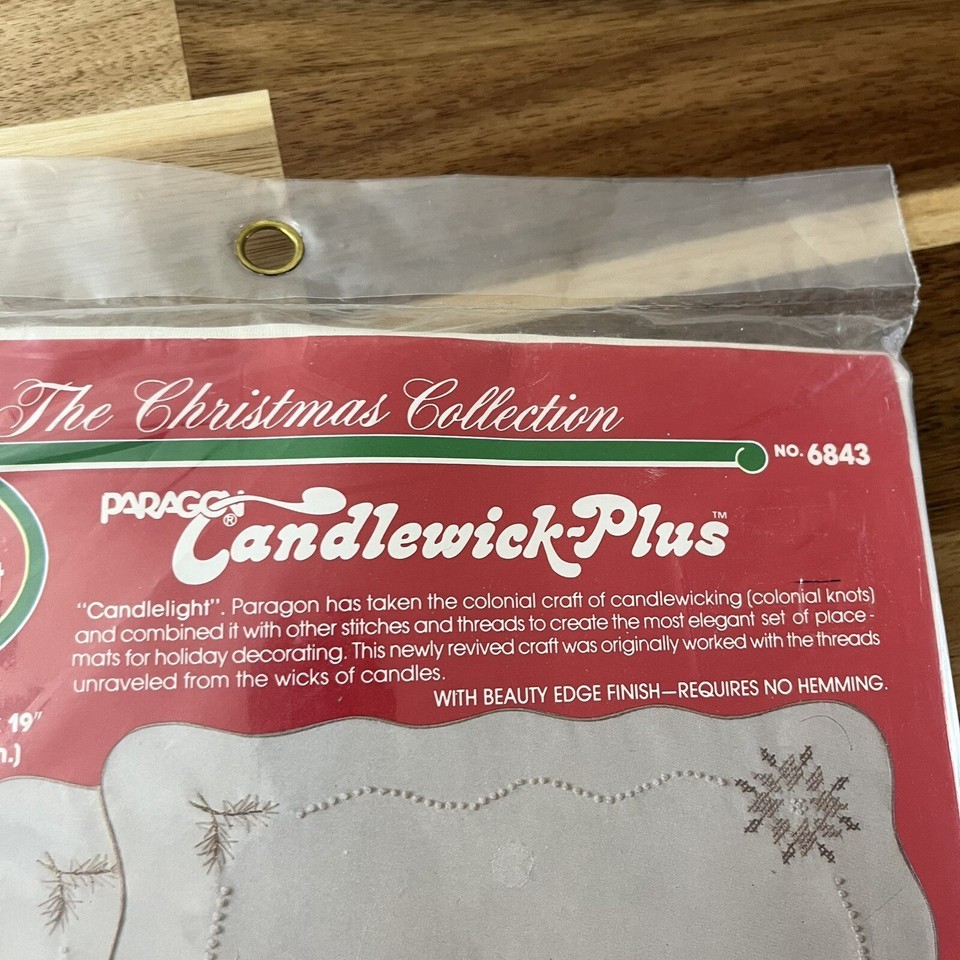 The Christmas Collection
NO. 6843
PARAGON®
Candlewick-Plus™
"Candlelight". Paragon has taken the colonial craft of candlewicking (colonial knots)
and combined it with other stitches and threads to create the most elegant set of place-
mats for holiday decorating. This newly revived craft was originally worked with the threads
unraveled from the wicks of candles.
WITH BEAUTY EDGE FINISH—REQUIRES NO HEMMING.
19"